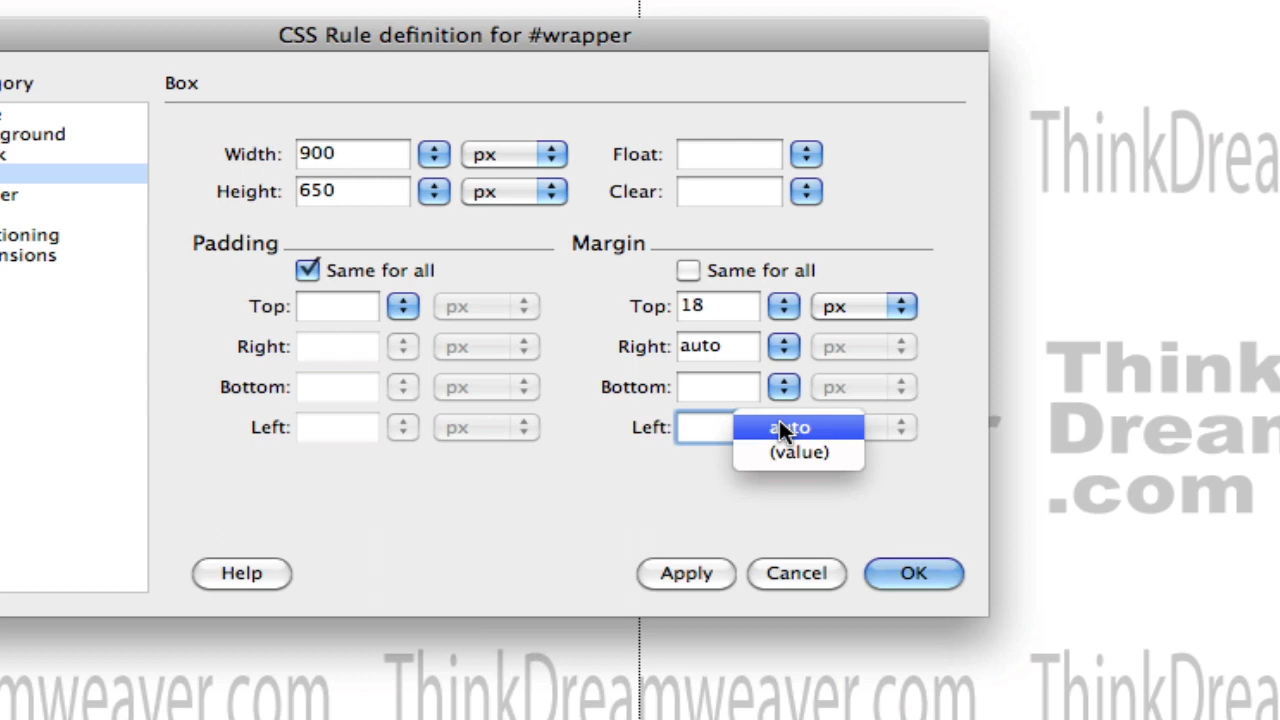 CSS Rule definition for #wrapper
gory
Box
ground
k
er
tioning
nsions
Width: 900 px
Float:
Height: 650 px
Clear:
Padding
Margin
Same for all
Same for all
Top: px
Top: 18 px
Right: px
Right: auto px
Bottom: px
Bottom: px
Left: px
Left:
auto
(value)
Help
Apply
Cancel
OK
ThinkDrea
Think
Dream
.com
mweaver.com
ThinkDreamweaver.com
ThinkDrea